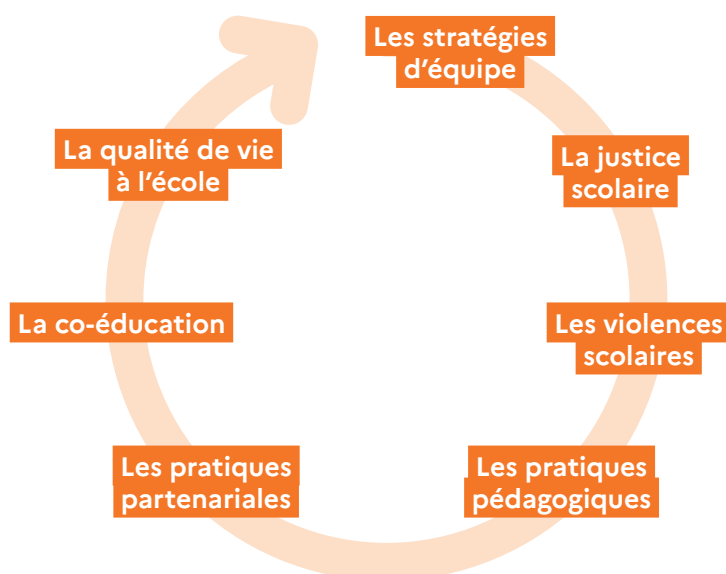 Les stratégies
d’équipe
La justice
scolaire
Les violences
scolaires
Les pratiques
pédagogiques
Les pratiques
partenariales
La co-éducation
La qualité de vie
à l’école